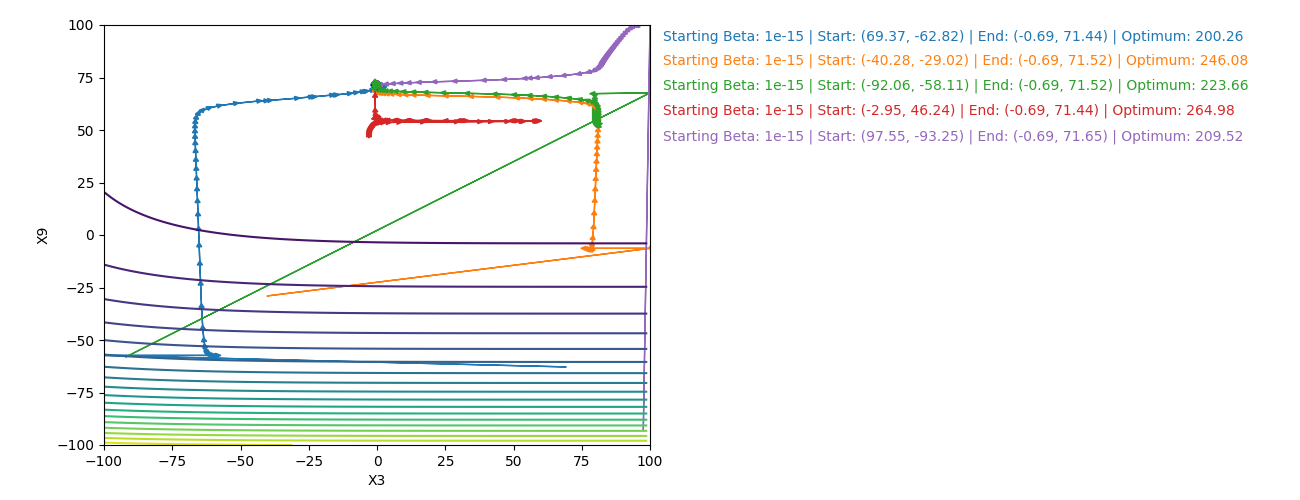 100
75
50
25
0
−25
−50
−75
−100
X9
−100
−75
−50
−25
0
25
50
75
100
X3
Starting Beta: 1e-15 | Start: (69.37, -62.82) | End: (-0.69, 71.44) | Optimum: 200.26
Starting Beta: 1e-15 | Start: (-40.28, -29.02) | End: (-0.69, 71.52) | Optimum: 246.08
Starting Beta: 1e-15 | Start: (-92.06, -58.11) | End: (-0.69, 71.52) | Optimum: 223.66
Starting Beta: 1e-15 | Start: (-2.95, 46.24) | End: (-0.69, 71.44) | Optimum: 264.98
Starting Beta: 1e-15 | Start: (97.55, -93.25) | End: (-0.69, 71.65) | Optimum: 209.52